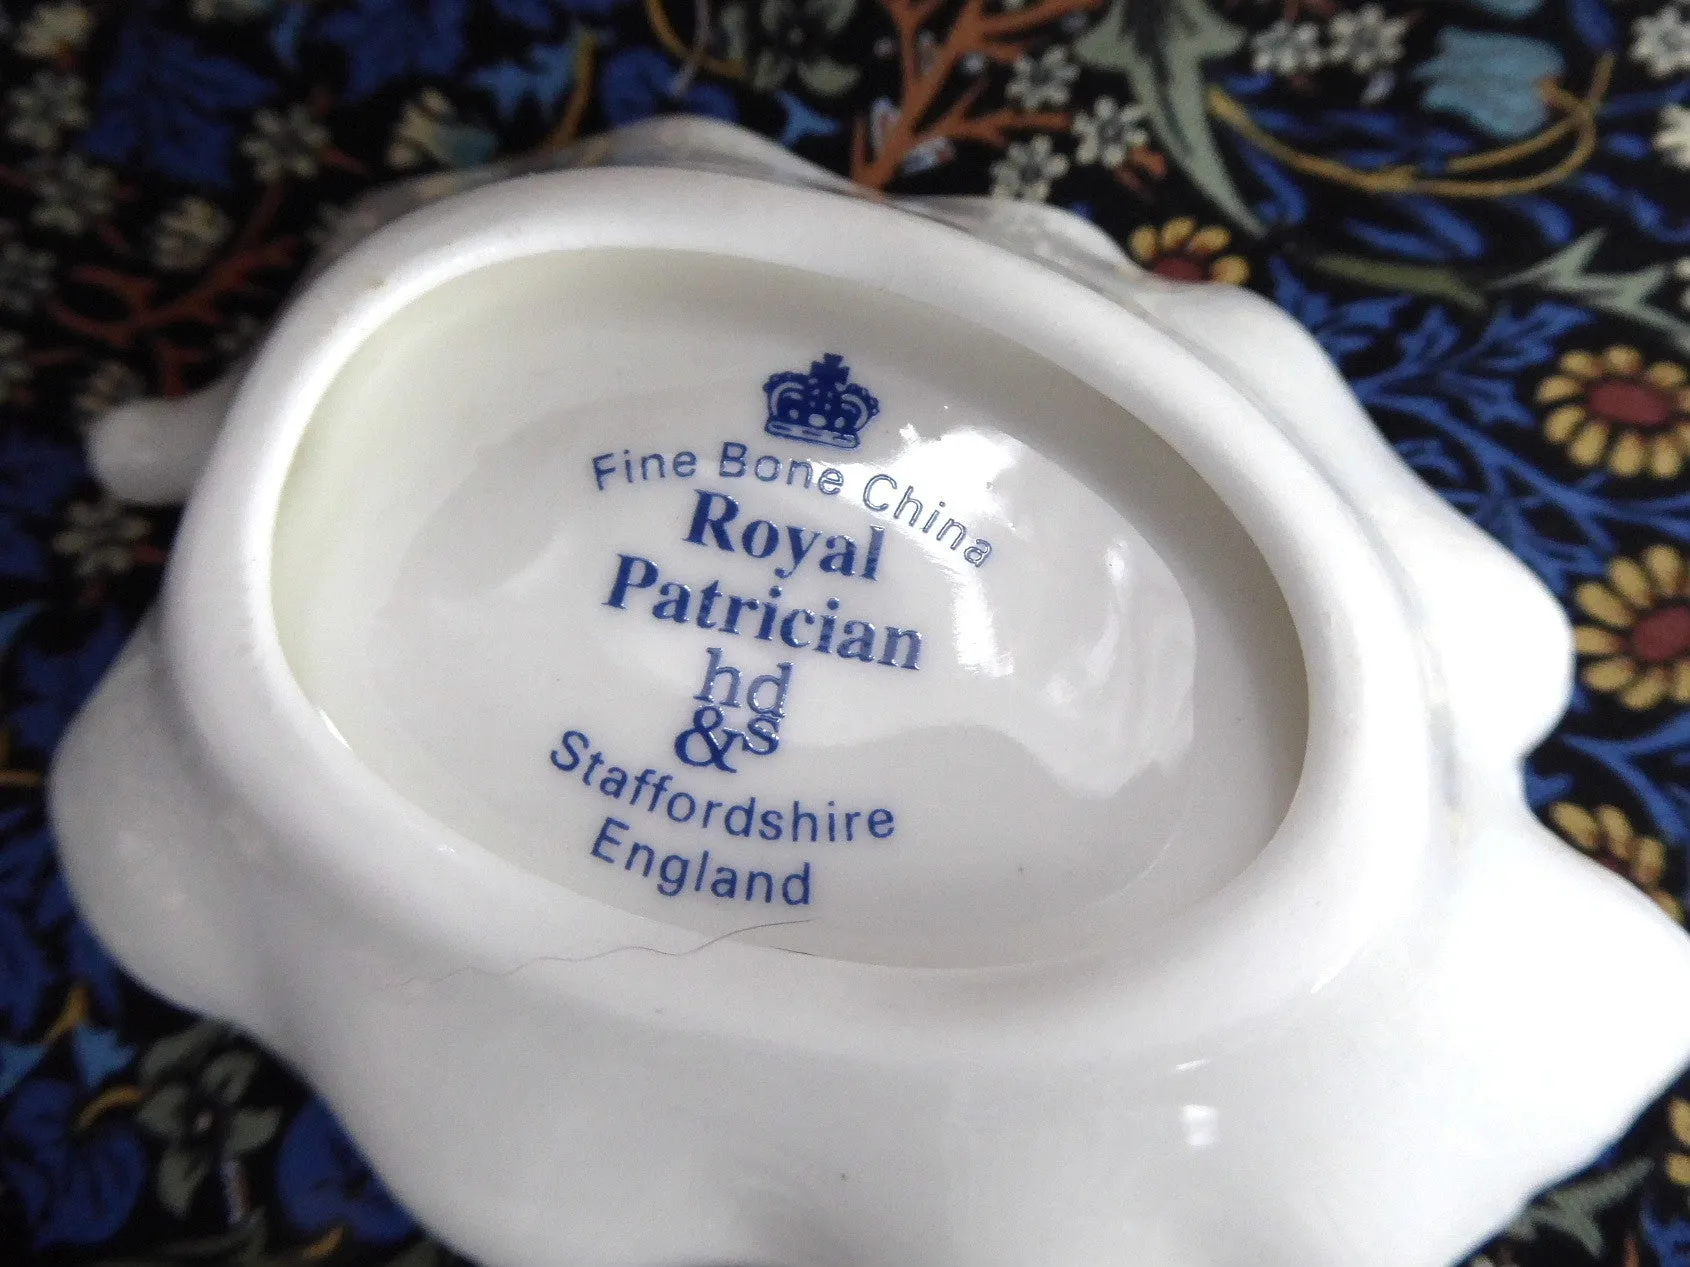 Fine Bone China
Royal
Patrician
hd
&s
Staffordshire
England